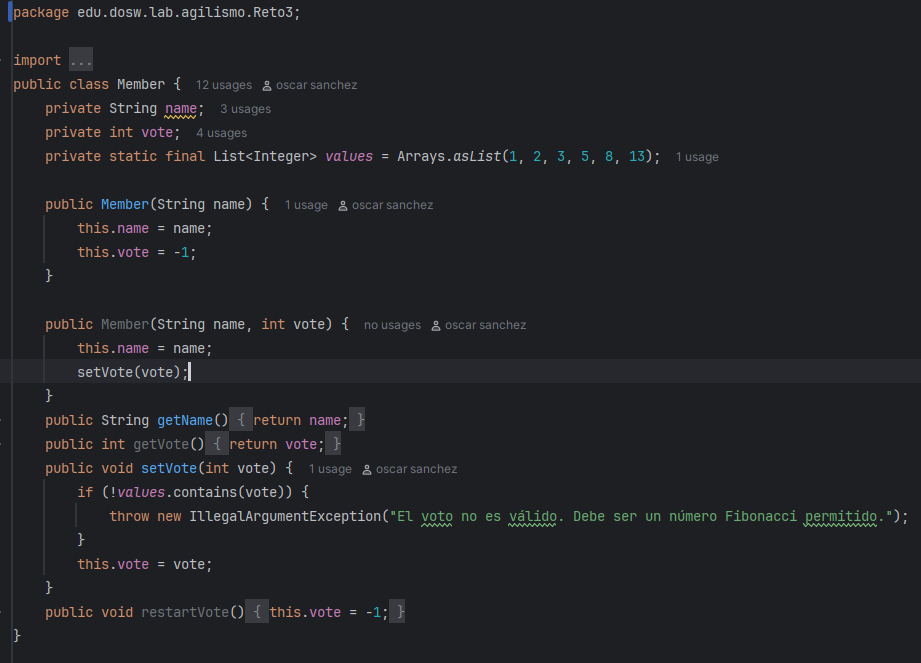 package edu.dosw.lab.agilismo.Reto3;
import ...
public class Member { 12 usages oscar sanchez
private String name; 3 usages
private int vote; 4 usages
private static final List<Integer> values = Arrays.asList(1, 2, 3, 5, 8, 13); 1 usage
public Member(String name) { 1 usage oscar sanchez
this.name = name;
this.vote = -1;
}
public Member(String name, int vote) { no usages oscar sanchez
this.name = name;
setVote(vote);
}
public String getName() { return name; }
public int getVote() { return vote; }
public void setVote(int vote) { 1 usage oscar sanchez
if (!values.contains(vote)) {
throw new IllegalArgumentException("El voto no es válido. Debe ser un número Fibonacci permitido.");
}
this.vote = vote;
}
public void restartVote() { this.vote = -1; }
}